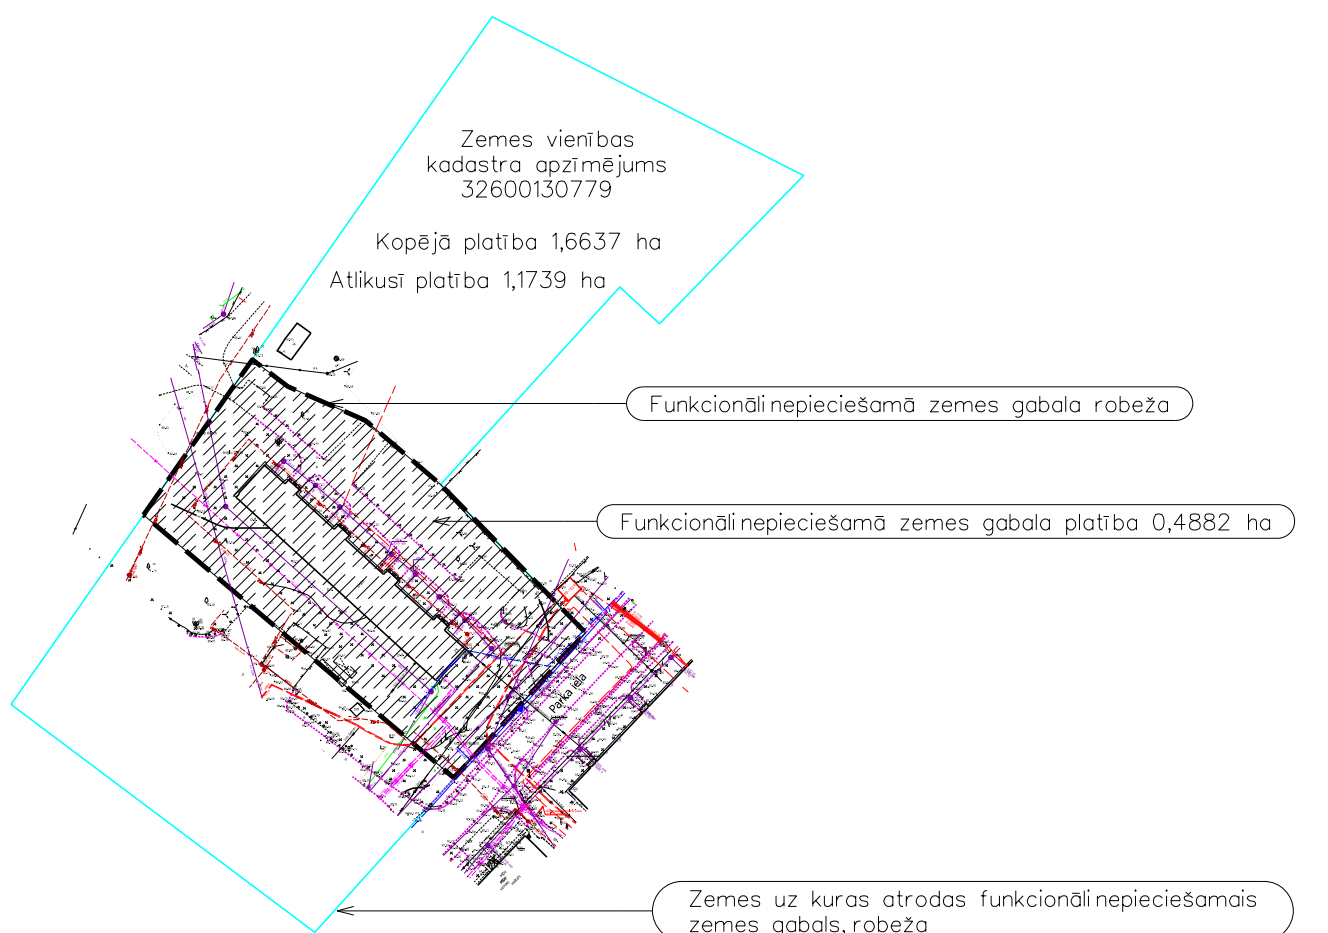 Zemes vienības
kadastra apzīmējums
32600130779
Kopējā platība 1,6637 ha
Atlikusī platība 1,1739 ha
Funkcionāli nepieciešamā zemes gabala robeža
Funkcionāli nepieciešamā zemes gabala platība 0,4882 ha
Parka iela
Zemes uz kuras atrodas funkcionāli nepieciešamais
zemes gabals, robeža